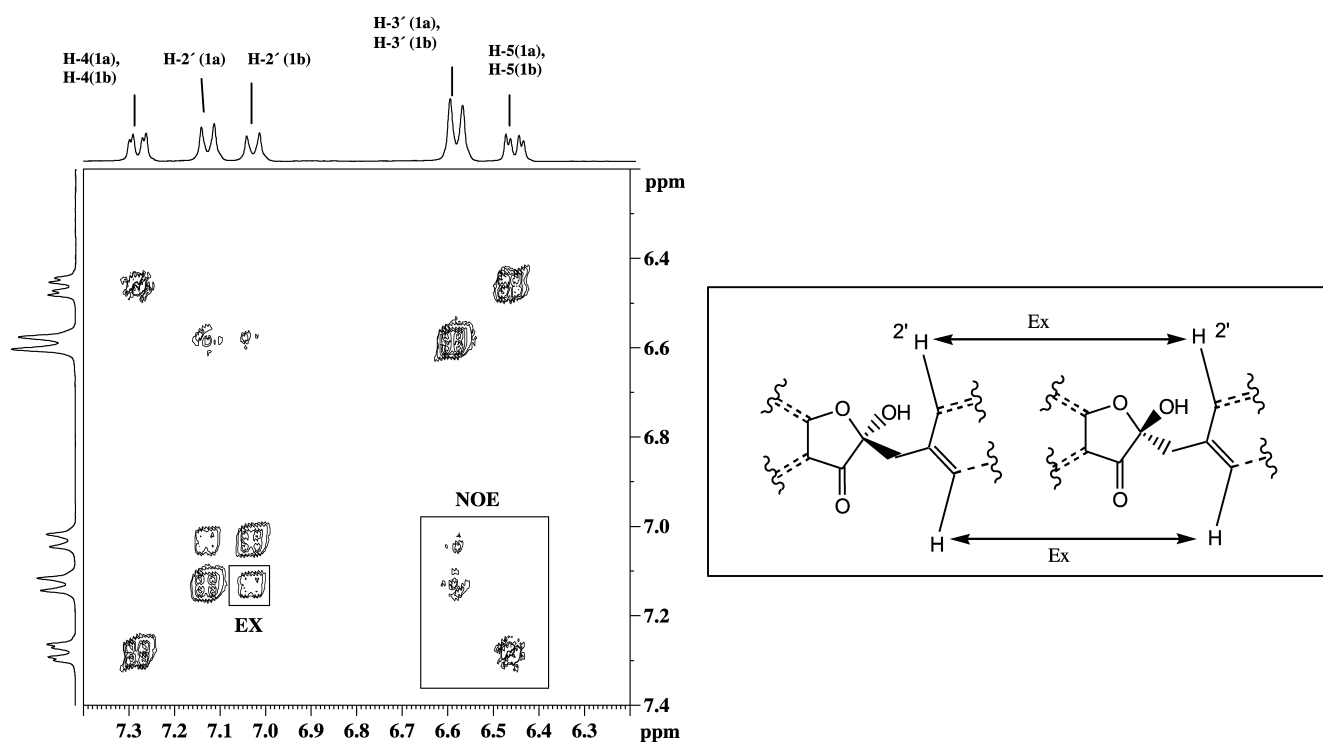 H-4(1a),
H-4(1b)
H-2´ (1a)
H-2´ (1b)
H-3´ (1a),
H-3´ (1b)
H-5(1a),
H-5(1b)
ppm
6.4
6.6
6.8
7.0
7.2
7.4
NOE
EX
7.3 7.2 7.1 7.0 6.9 6.8 6.7 6.6 6.5 6.4 6.3 ppm
2' H Ex H 2'
O OH O OH
O O
H Ex H